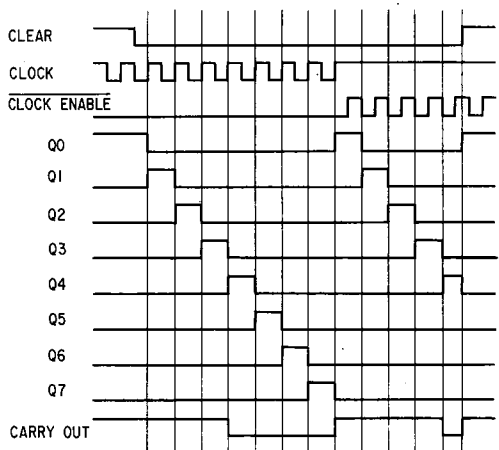 CLEAR
CLOCK
CLOCK ENABLE
Q0
Q1
Q2
Q3
Q4
Q5
Q6
Q7
CARRY OUT